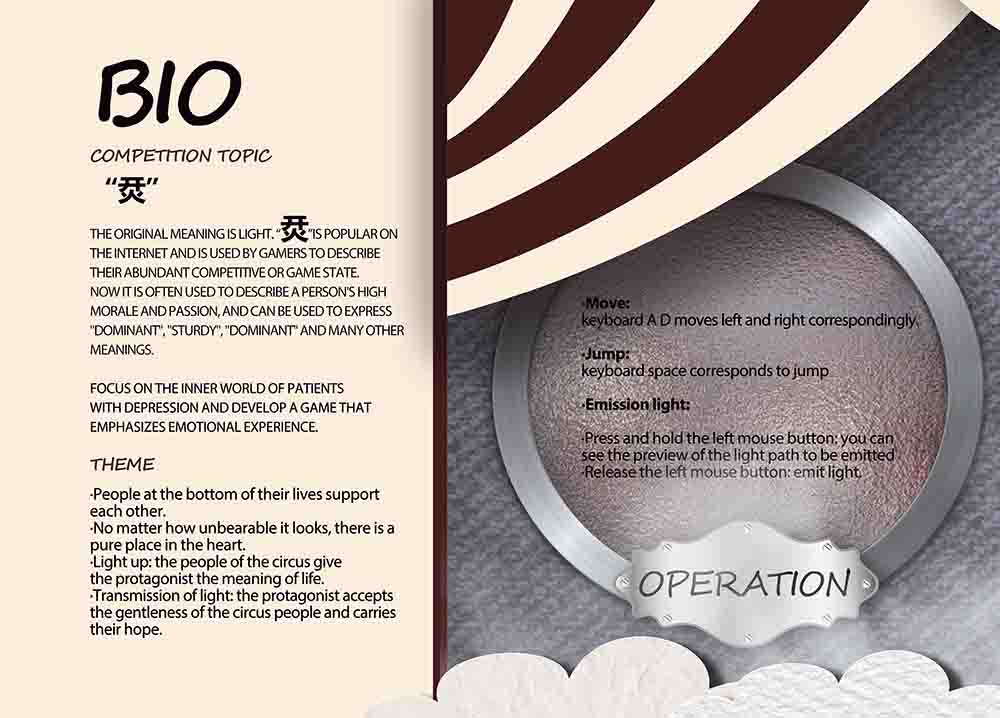 BIO
COMPETITION TOPIC
“烎”
THE ORIGINAL MEANING IS LIGHT. “烎”IS POPULAR ON
THE INTERNET AND IS USED BY GAMERS TO DESCRIBE
THEIR ABUNDANT COMPETITIVE OR GAME STATE.
NOW IT IS OFTEN USED TO DESCRIBE A PERSON'S HIGH
MORALE AND PASSION, AND CAN BE USED TO EXPRESS
"DOMINANT", "STURDY", "DOMINANT" AND MANY OTHER
MEANINGS.
FOCUS ON THE INNER WORLD OF PATIENTS
WITH DEPRESSION AND DEVELOP A GAME THAT
EMPHASIZES EMOTIONAL EXPERIENCE.
THEME
·People at the bottom of their lives support
each other.
·No matter how unbearable it looks, there is a
pure place in the heart.
·Light up: the people of the circus give
the protagonist the meaning of life.
·Transmission of light: the protagonist accepts
the gentleness of the circus people and carries
their hope.
·Move:
keyboard A D moves left and right correspondingly.
·Jump:
keyboard space corresponds to jump
·Emission light:
·Press and hold the left mouse button: you can
see the preview of the light path to be emitted
·Release the left mouse button: emit light.
OPERATION